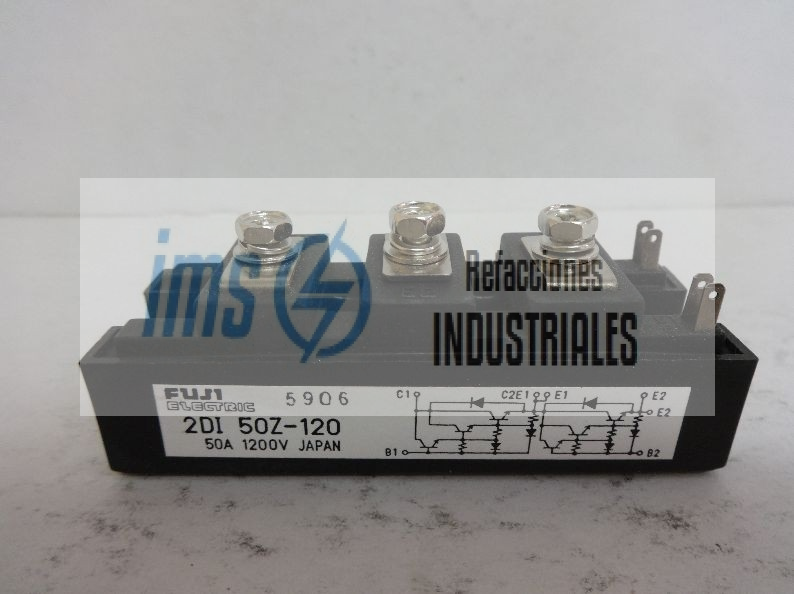 ims
Refacciones
INDUSTRIALES
FUJI
ELECTRIC
5906
2DI 50Z-120
50A 1200V JAPAN
C1
C2E1
E1
E2
E2
B1
B2